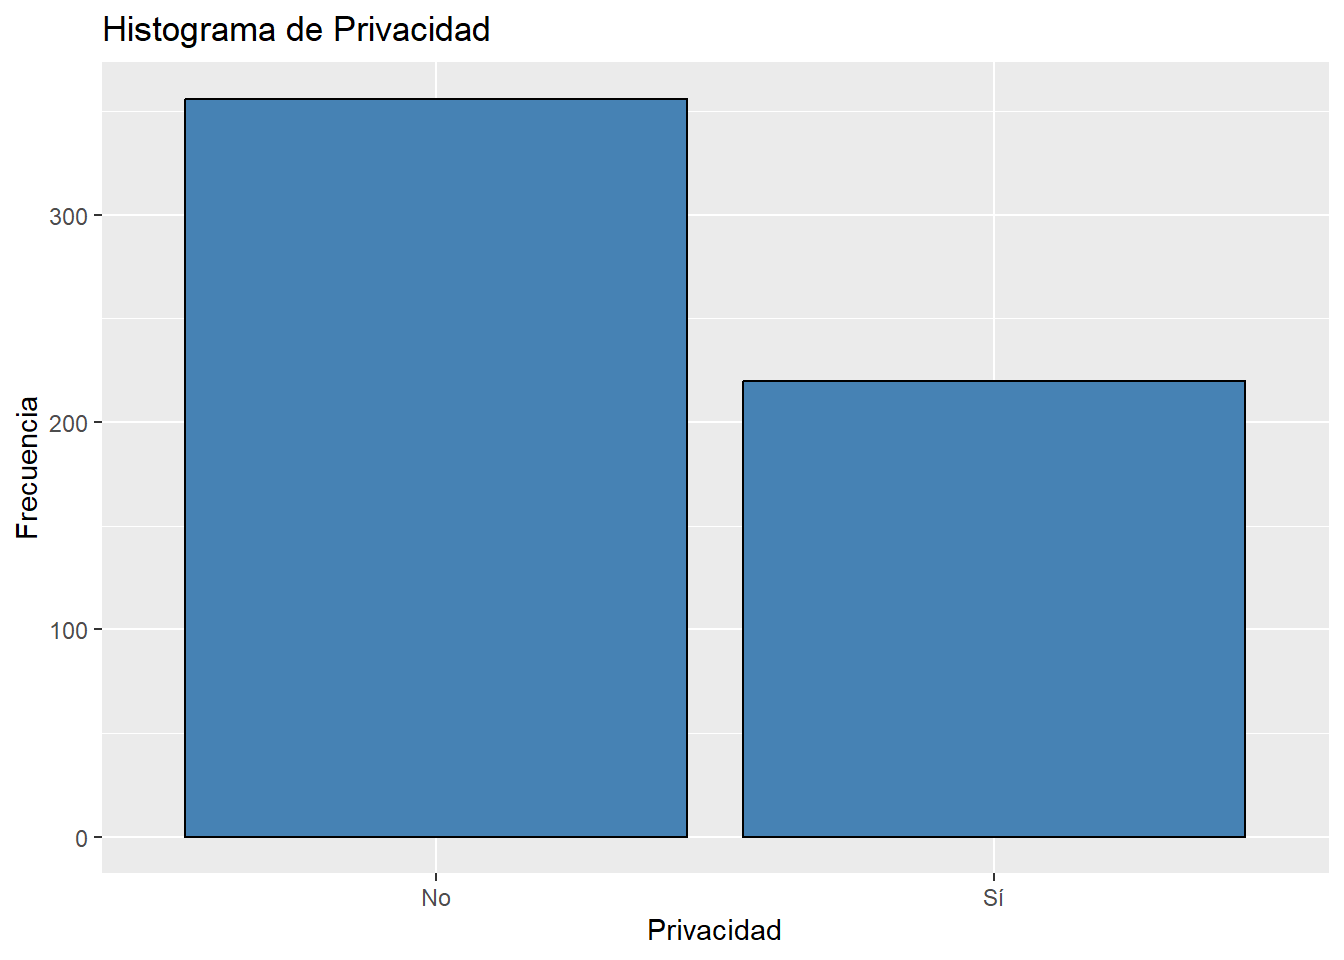 Histograma de Privacidad
Frecuencia
300
200
100
0
No
Sí
Privacidad